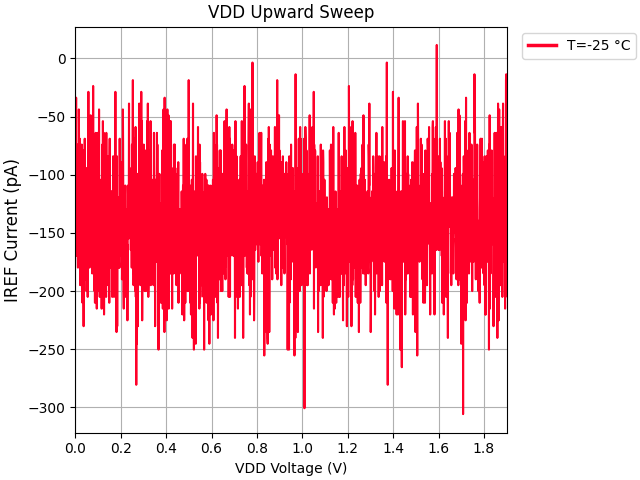 VDD Upward Sweep
T=-25 °C
IREF Current (pA)
0
−50
−100
−150
−200
−250
−300
0.0 0.2 0.4 0.6 0.8 1.0 1.2 1.4 1.6 1.8
VDD Voltage (V)